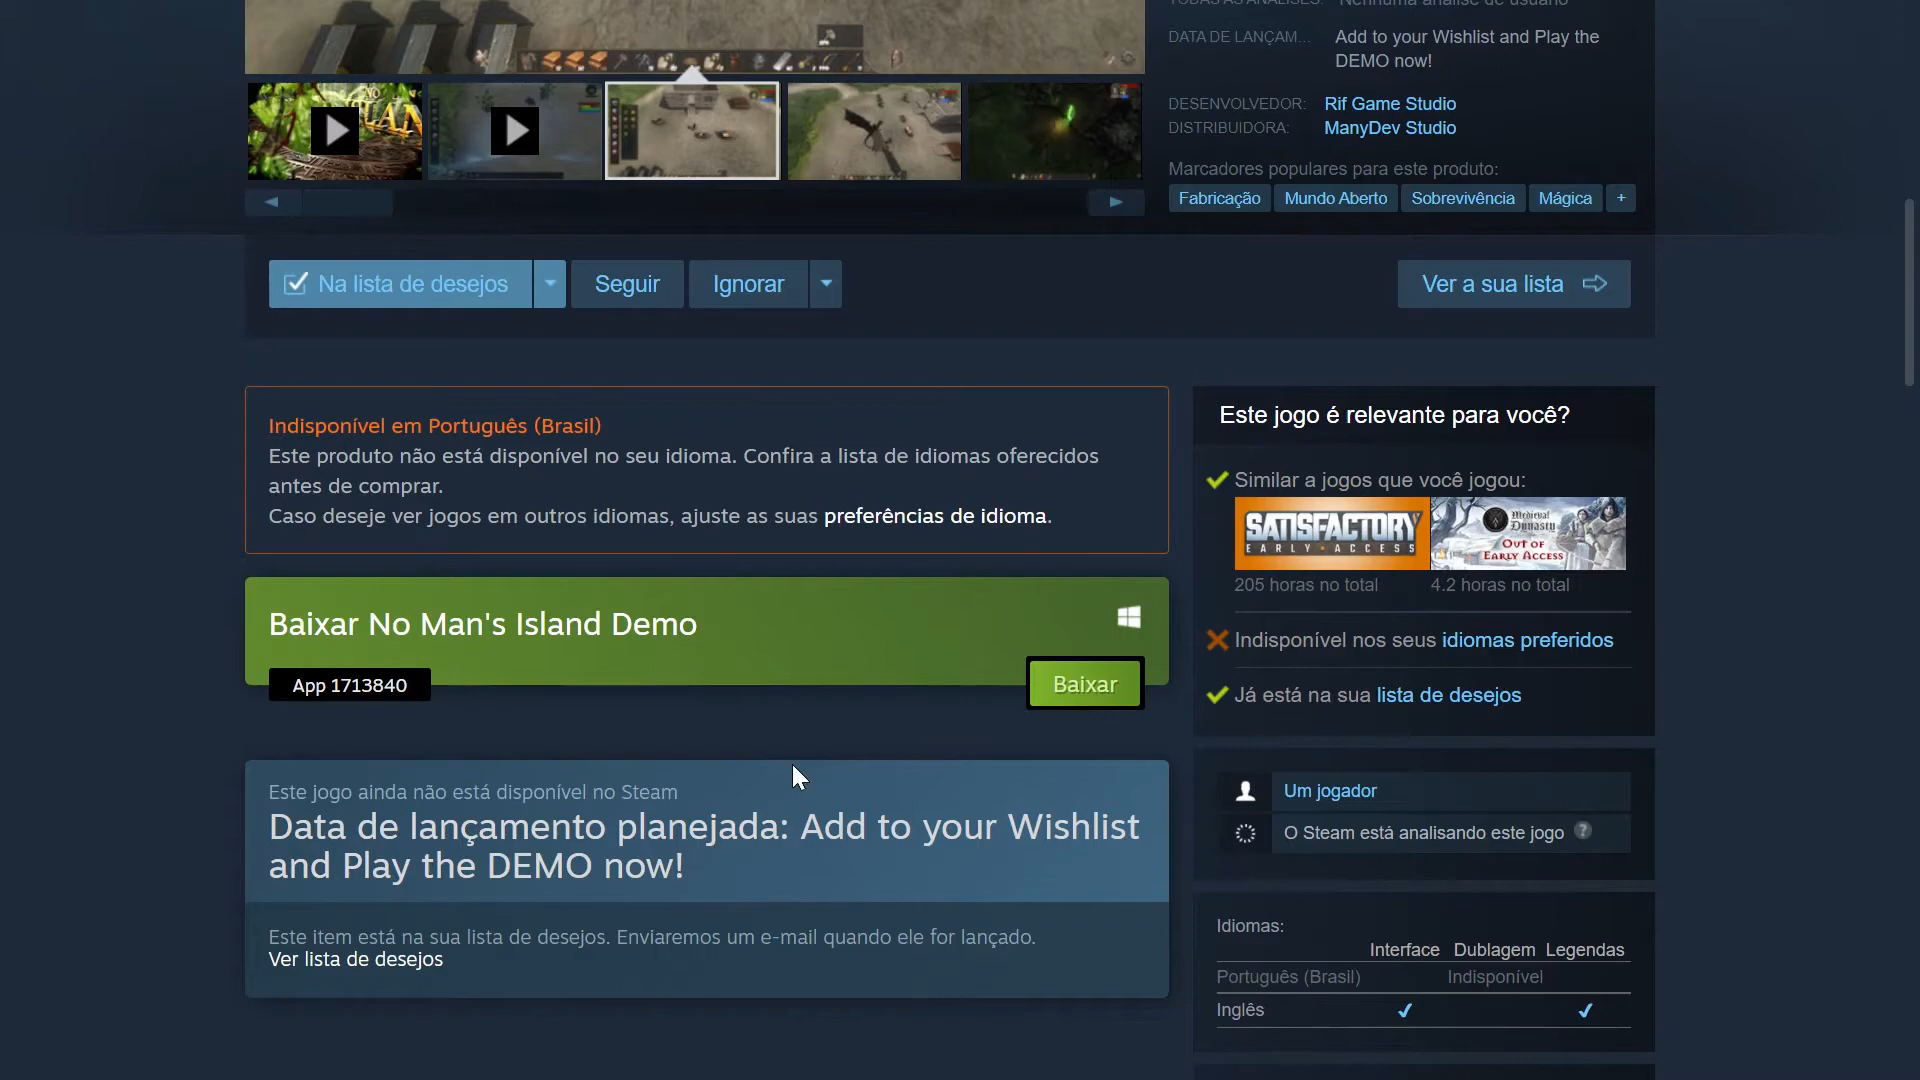 TODAS AS ANÁLISES: Nenhuma análise de usuário
DATA DE LANÇAM... Add to your Wishlist and Play the
DEMO now!
DESENVOLVEDOR: Rif Game Studio
DISTRIBUIDORA: ManyDev Studio
Marcadores populares para este produto:
Fabricação Mundo Aberto Sobrevivência Mágica +
Na lista de desejos Seguir Ignorar Ver a sua lista
Indisponível em Português (Brasil)
Este produto não está disponível no seu idioma. Confira a lista de idiomas oferecidos
antes de comprar.
Caso deseje ver jogos em outros idiomas, ajuste as suas preferências de idioma.
Baixar No Man's Island Demo
App 1713840
Baixar
Este jogo ainda não está disponível no Steam
Data de lançamento planejada: Add to your Wishlist
and Play the DEMO now!
Este item está na sua lista de desejos. Enviaremos um e-mail quando ele for lançado.
Ver lista de desejos
Este jogo é relevante para você?
Similar a jogos que você jogou:
SATISFACTORY
EARLY ACCESS
Medieval
Dynasty
OUT OF
EARLY ACCESS
205 horas no total 4.2 horas no total
Indisponível nos seus idiomas preferidos
Já está na sua lista de desejos
Um jogador
O Steam está analisando este jogo ?
Idiomas:
Interface Dublagem Legendas
Português (Brasil) Indisponível
Inglês ✓ ✓